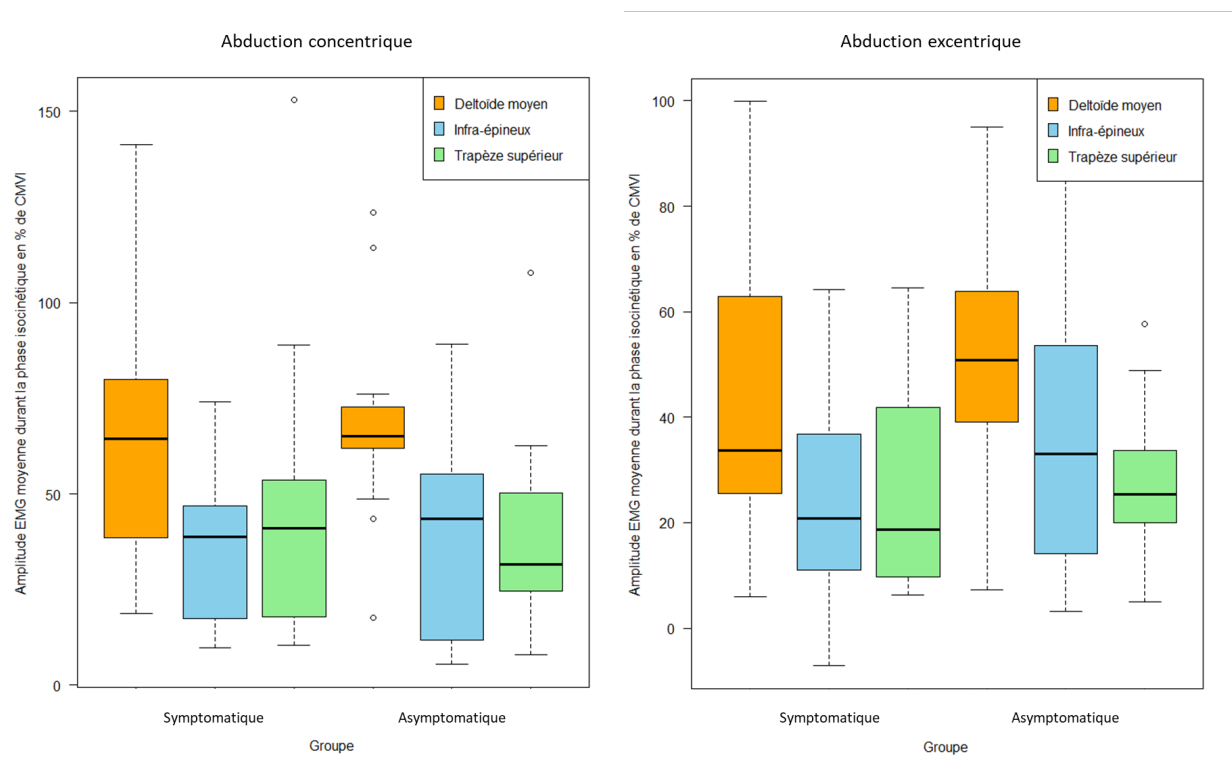 Abduction concentrique
Amplitude EMG moyenne durant la phase isocinétique en % de CMVI
150
100
50
0
Deltoïde moyen
Infra-épineux
Trapèze supérieur
Symptomatique
Asymptomatique
Groupe
Abduction excentrique
Amplitude EMG moyenne durant la phase isocinétique en % de CMVI
100
80
60
40
20
0
Deltoïde moyen
Infra-épineux
Trapèze supérieur
Symptomatique
Asymptomatique
Groupe